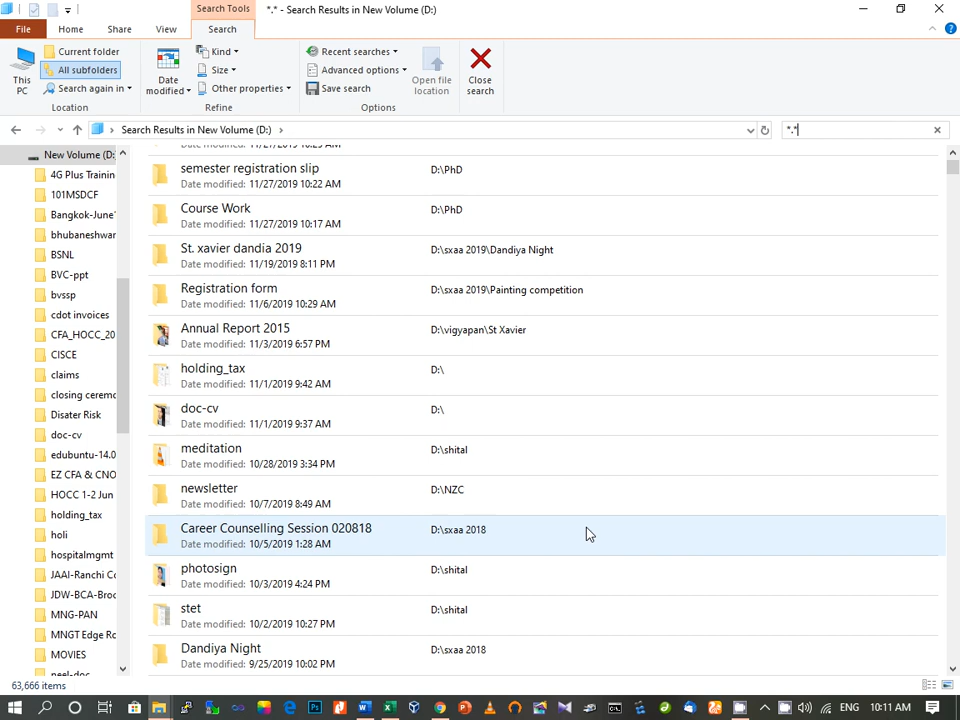 Search Tools
*.* - Search Results in New Volume (D:)
File
Home
Share
View
Search
This PC
Current folder
All subfolders
Search again in
Location
Date modified
Kind
Size
Other properties
Refine
Recent searches
Advanced options
Save search
Options
Open file location
Close search
Search Results in New Volume (D:)
*.*
New Volume (D:
4G Plus Trainin
101MSDCF
Bangkok-June'
bhubaneshwar
BSNL
BVC-ppt
bvssp
cdot invoices
CFA_HOCC_20
CISCE
claims
closing ceremo
Disater Risk
doc-cv
edubuntu-14.0
EZ CFA & CNO
HOCC 1-2 Jun
holding_tax
holi
hospitalmgmt
JAAI-Ranchi Co
JDW-BCA-Broc
MNG-PAN
MNGT Edge Ro
MOVIES
neel-doc
semester registration slip
Date modified: 11/27/2019 10:22 AM
D:\PhD
Course Work
Date modified: 11/27/2019 10:17 AM
D:\PhD
St. xavier dandia 2019
Date modified: 11/19/2019 8:11 PM
D:\sxaa 2019\Dandiya Night
Registration form
Date modified: 11/6/2019 10:29 AM
D:\sxaa 2019\Painting competition
Annual Report 2015
Date modified: 11/3/2019 6:57 PM
D:\vigyapan\St Xavier
holding_tax
Date modified: 11/1/2019 9:42 AM
D:\
doc-cv
Date modified: 11/1/2019 9:37 AM
D:\
meditation
Date modified: 10/28/2019 3:34 PM
D:\shital
newsletter
Date modified: 10/7/2019 8:49 AM
D:\NZC
Career Counselling Session 020818
Date modified: 10/5/2019 1:28 AM
D:\sxaa 2018
photosign
Date modified: 10/3/2019 4:24 PM
D:\shital
stet
Date modified: 10/2/2019 10:27 PM
D:\shital
Dandiya Night
Date modified: 9/25/2019 10:02 PM
D:\sxaa 2018
63,666 items
ENG
10:11 AM